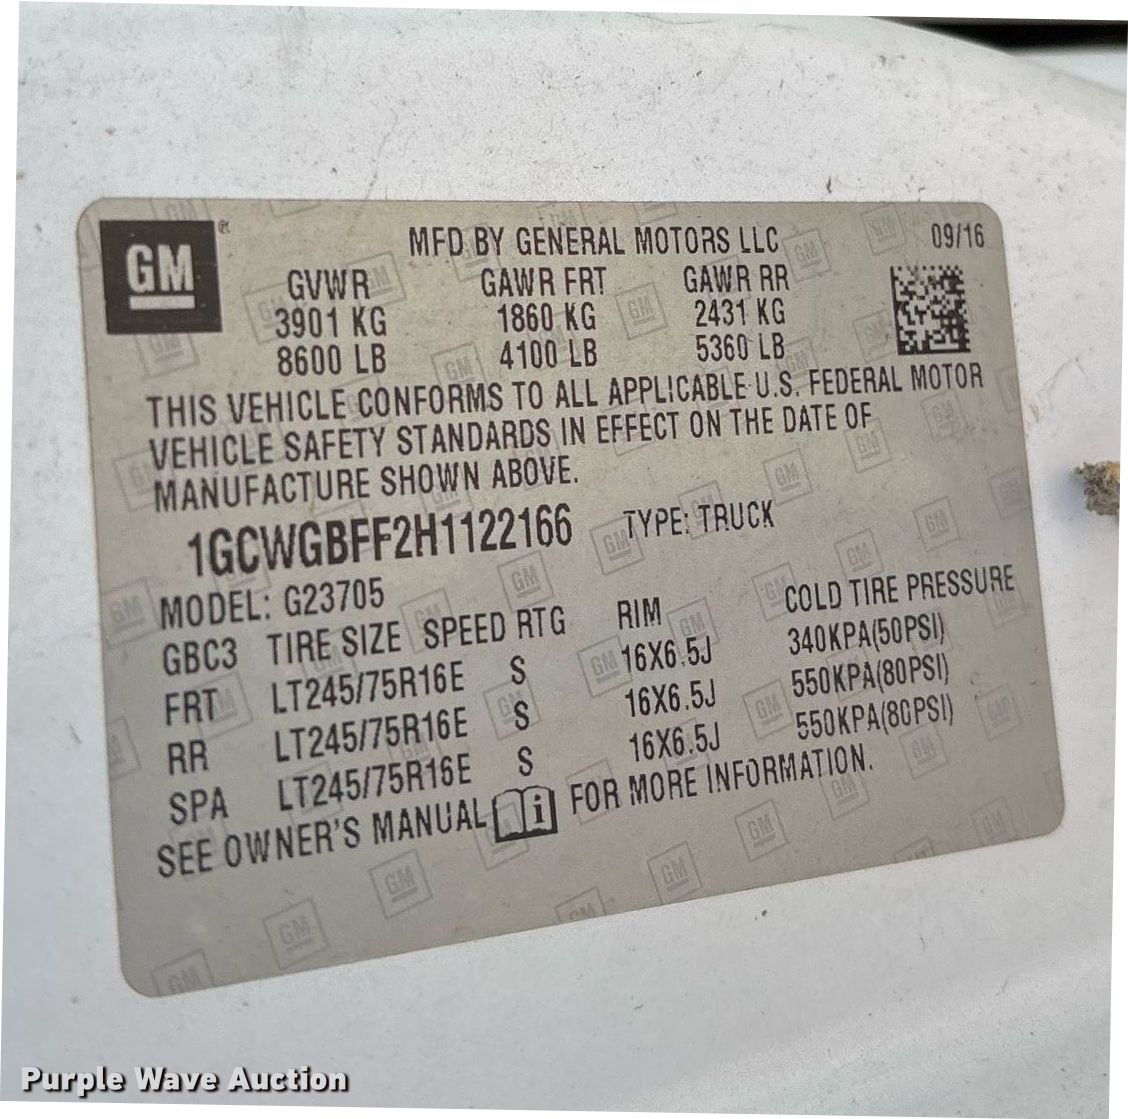 GM ® MFD BY GENERAL MOTORS LLC 09/16
GVWR GAWR FRT GAWR RR
3901 KG 1860 KG 2431 KG
8600 LB 4100 LB 5360 LB
THIS VEHICLE CONFORMS TO ALL APPLICABLE U.S. FEDERAL MOTOR
VEHICLE SAFETY STANDARDS IN EFFECT ON THE DATE OF
MANUFACTURE SHOWN ABOVE.
1GCWGBFF2H1122166 TYPE: TRUCK
MODEL: G23705
GBC3 TIRE SIZE SPEED RTG RIM COLD TIRE PRESSURE
FRT LT245/75R16E S 16X6.5J 340KPA(50PSI)
RR LT245/75R16E S 16X6.5J 550KPA(80PSI)
SPA LT245/75R16E S 16X6.5J 550KPA(80PSI)
SEE OWNER'S MANUAL i FOR MORE INFORMATION.
Purple Wave Auction